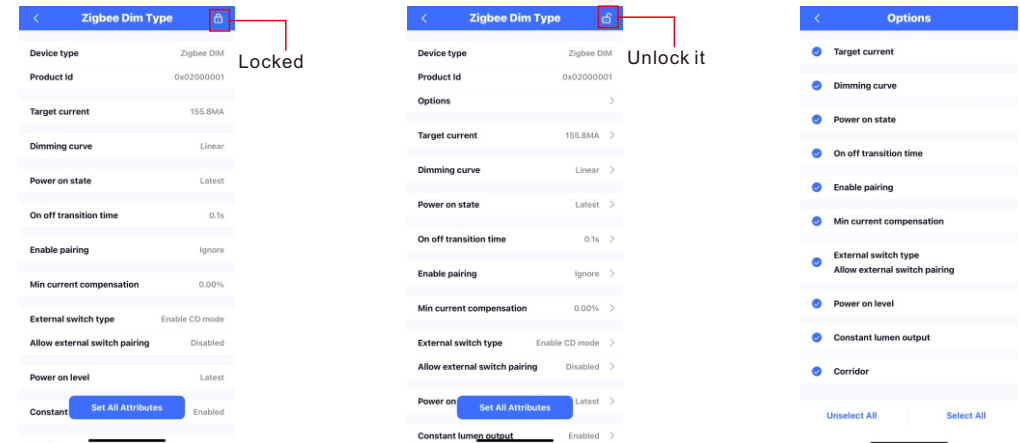 Zigbee Dim Type
Device type Zigbee DIM
Product Id 0x02000001
Target current 155.8MA
Dimming curve Linear
Power on state Latest
On off transition time 0.1s
Enable pairing Ignore
Min current compensation 0.00%
External switch type Enable CD mode
Allow external switch pairing Disabled
Power on level Latest
Constant Enabled
Set All Attributes
Locked
Zigbee Dim Type
Device type Zigbee DIM
Product Id 0x02000001
Options
Target current 155.8MA
Dimming curve Linear
Power on state Latest
On off transition time 0.1s
Enable pairing Ignore
Min current compensation 0.00%
External switch type Enable CD mode
Allow external switch pairing Disabled
Power on Latest
Set All Attributes
Constant lumen output Enabled
Unlock it
Options
Target current
Dimming curve
Power on state
On off transition time
Enable pairing
Min current compensation
External switch type
Allow external switch pairing
Power on level
Constant lumen output
Corridor
Unselect All Select All